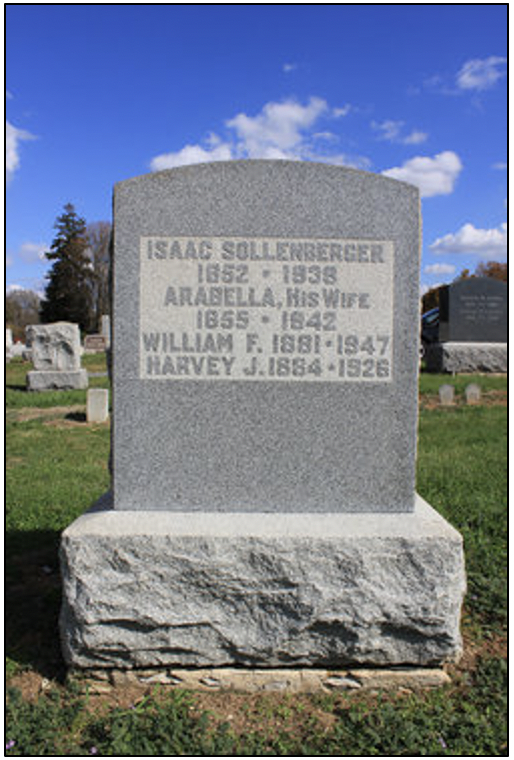 ISAAC SOLLENBERGER
1852 • 1938
ARABELLA, HIS WIFE
1855 • 1942
WILLIAM F. 1881 • 1947
HARVEY J. 1884 • 1926